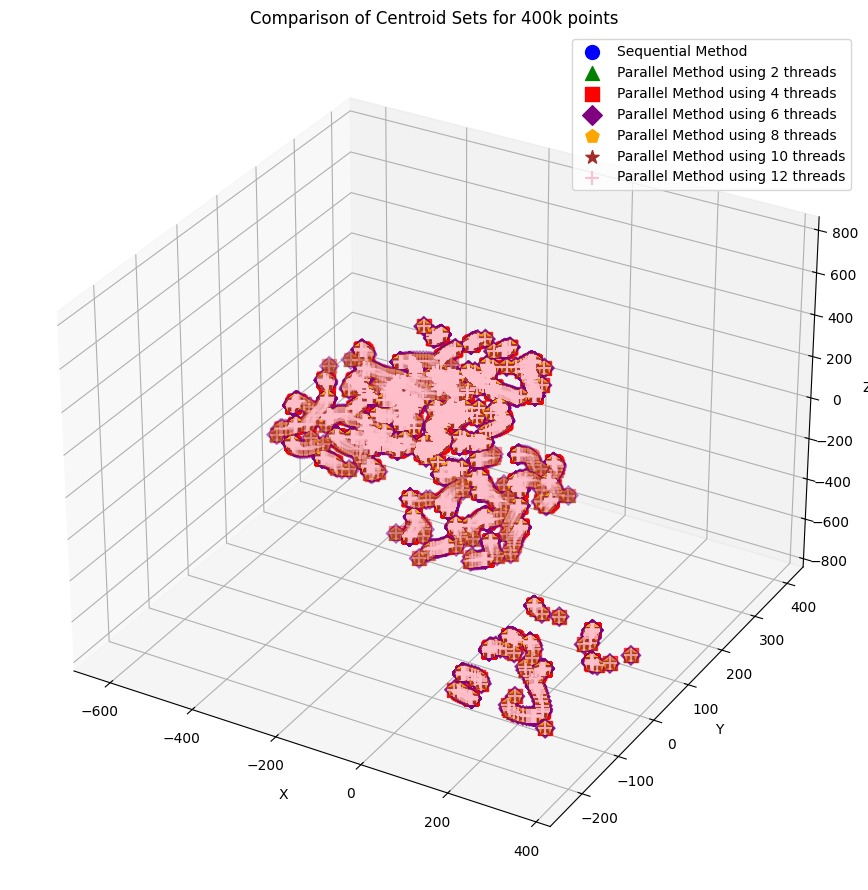 Comparison of Centroid Sets for 400k points
Sequential Method
Parallel Method using 2 threads
Parallel Method using 4 threads
Parallel Method using 6 threads
Parallel Method using 8 threads
Parallel Method using 10 threads
Parallel Method using 12 threads
800
600
400
200
0
Z
−200
−400
−600
−800
400
300
200
100
0
Y
−100
−200
−600
−400
−200
X
0
200
400